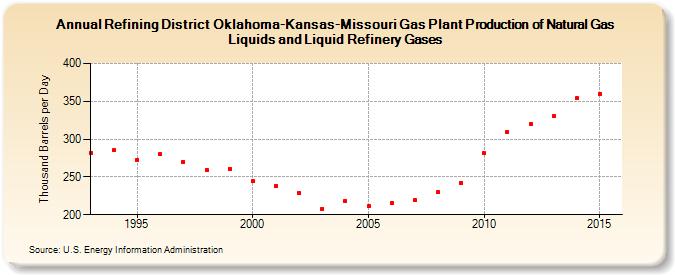 Annual Refining District Oklahoma-Kansas-Missouri Gas Plant Production of Natural Gas
Liquids and Liquid Refinery Gases
Thousand Barrels per Day
400
350
300
250
200
1995
2000
2005
2010
2015
Source: U.S. Energy Information Administration